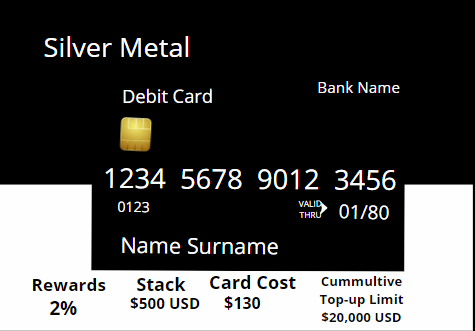 Silver Metal
Debit Card
Bank Name
1234 5678 9012 3456
0123
VALID
THRU
01/80
Name Surname
Rewards
2%
Stack
$500 USD
Card Cost
$130
Cummultive
Top-up Limit
$20,000 USD